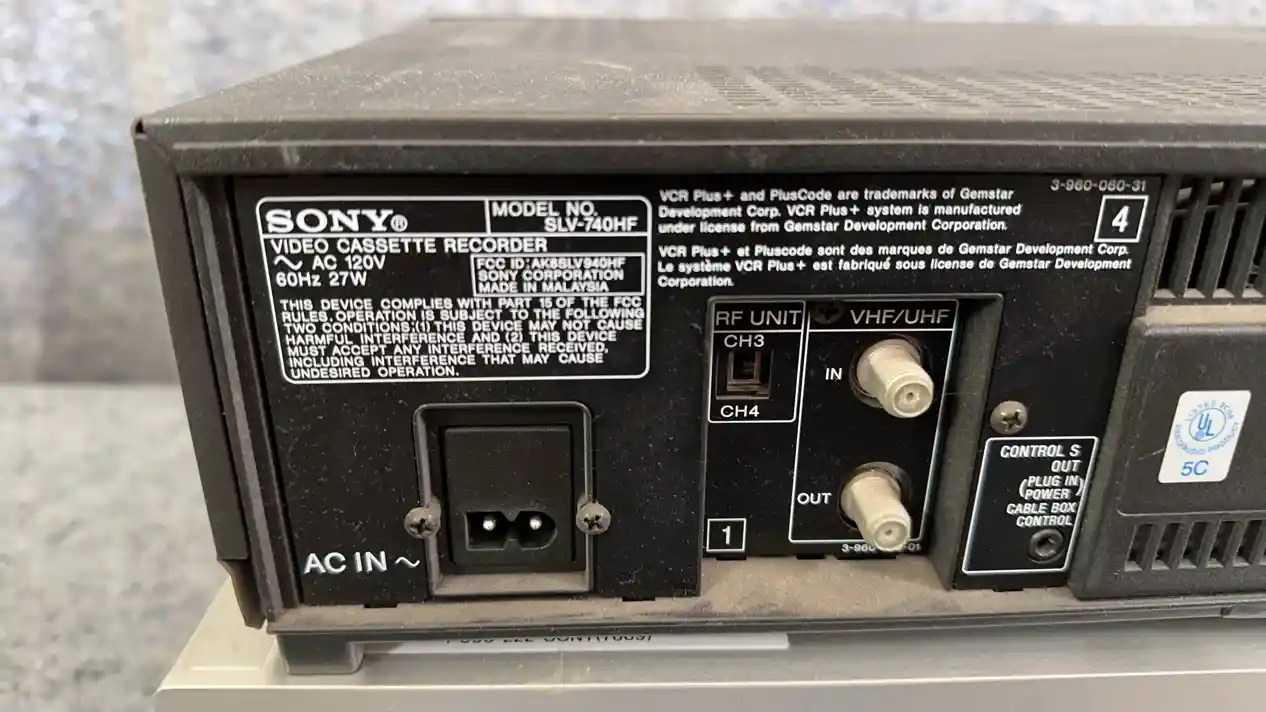 SONY®
MODEL NO.
SLV-740HF
VIDEO CASSETTE RECORDER
~ AC 120V
60Hz 27W
FCC ID: AK8SLV940HF
SONY CORPORATION
MADE IN MALAYSIA
THIS DEVICE COMPLIES WITH PART 15 OF THE FCC
RULES. OPERATION IS SUBJECT TO THE FOLLOWING
TWO CONDITIONS:(1) THIS DEVICE MAY NOT CAUSE
HARMFUL INTERFERENCE AND (2) THIS DEVICE
MUST ACCEPT ANY INTERFERENCE RECEIVED,
INCLUDING INTERFERENCE THAT MAY CAUSE
UNDESIRED OPERATION.
VCR Plus+ and PlusCode are trademarks of Gemstar
Development Corp. VCR Plus+ system is manufactured
under license from Gemstar Development Corporation.
VCR Plus+ et Pluscode sont des marques de Gemstar Development Corp.
Le système VCR Plus+ est fabriqué sous license de Gemstar Development
Corporation.
3-960-060-31
4
RF UNIT
CH3
CH4
VHF/UHF
IN
OUT
1
AC IN ~
CONTROL S
OUT
(PLUG IN
POWER)
CABLE BOX
CONTROL
UL
5C